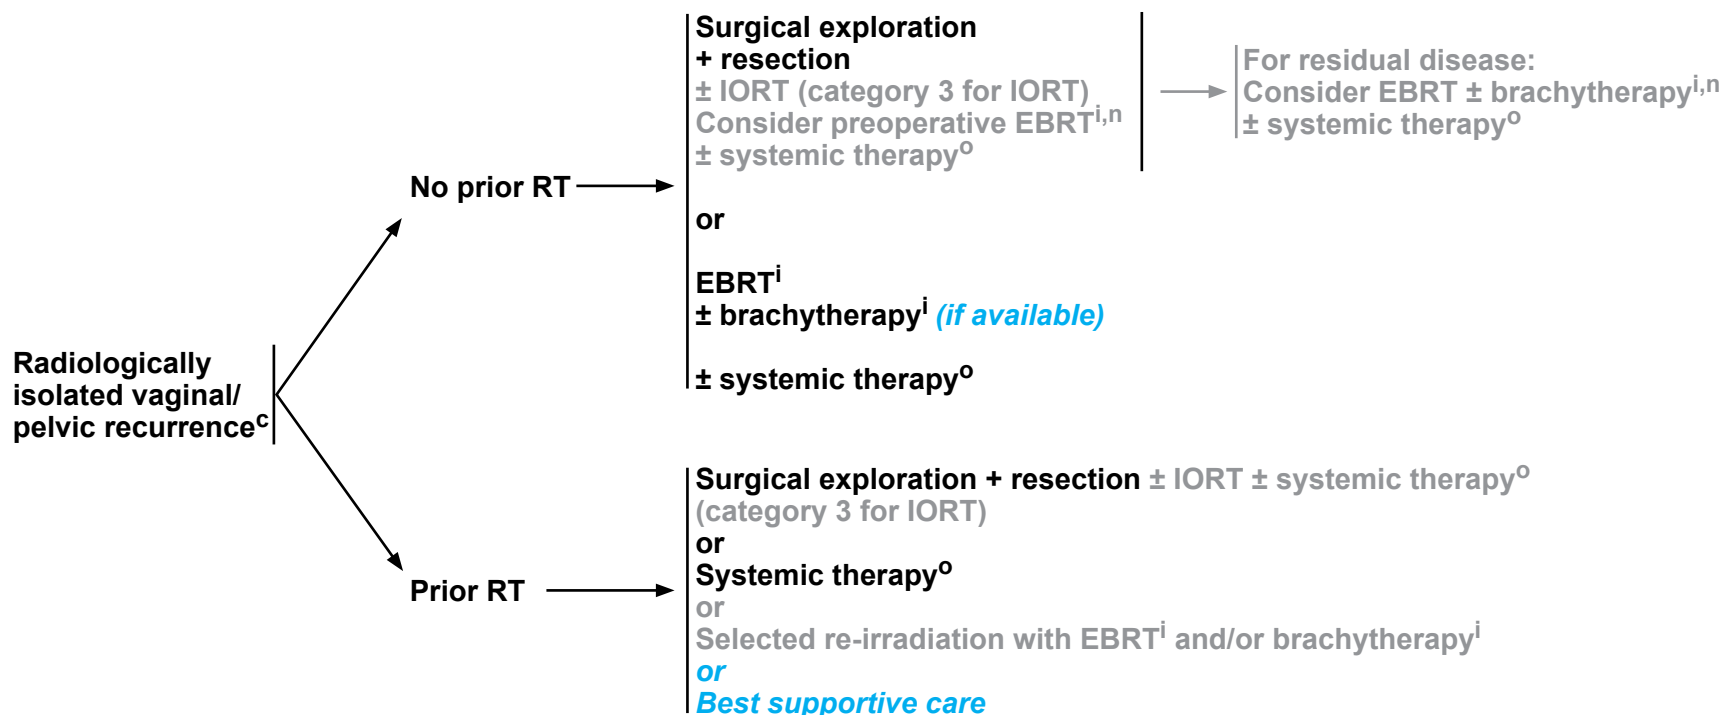 Radiologically
isolated vaginal/
pelvic recurrenceᶜ
No prior RT
Surgical exploration
+ resection
± IORT (category 3 for IORT)
Consider preoperative EBRTⁱ,ⁿ
± systemic therapyᵒ
For residual disease:
Consider EBRT ± brachytherapyⁱ,ⁿ
± systemic therapyᵒ
or
EBRTⁱ
± brachytherapyⁱ (if available)
± systemic therapyᵒ
Prior RT
Surgical exploration + resection ± IORT ± systemic therapyᵒ
(category 3 for IORT)
or
Systemic therapyᵒ
or
Selected re-irradiation with EBRTⁱ and/or brachytherapyⁱ
or
Best supportive care